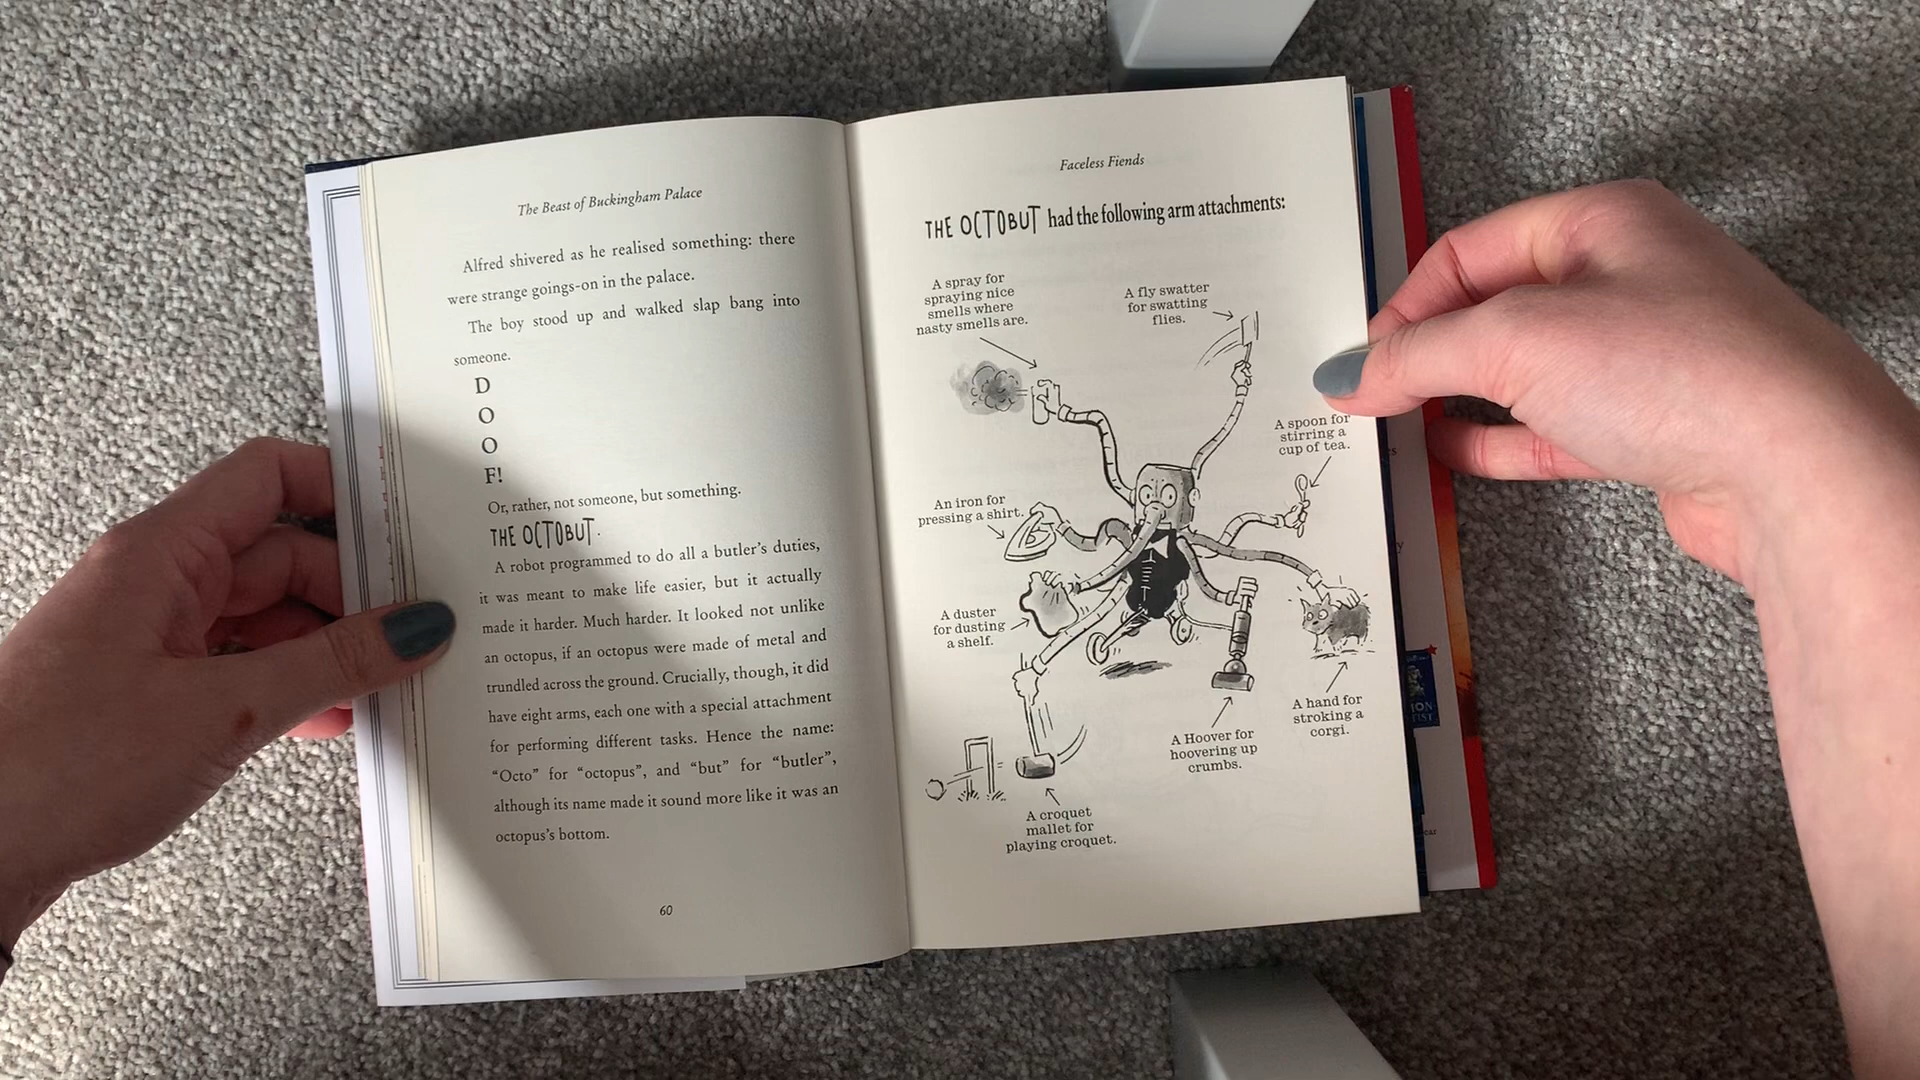 The Beast of Buckingham Palace
Alfred shivered as he realised something: there
were strange goings-on in the palace.
The boy stood up and walked slap bang into
someone.
D
O
O
F!
Or, rather, not someone, but something.
THE OCTOBUT.
A robot programmed to do all a butler's duties,
it was meant to make life easier, but it actually
made it harder. Much harder. It looked not unlike
an octopus, if an octopus were made of metal and
trundled across the ground. Crucially, though, it did
have eight arms, each one with a special attachment
for performing different tasks. Hence the name:
“Octo” for “octopus”, and “but” for “butler”,
although its name made it sound more like it was an
octopus's bottom.
60
Faceless Fiends
THE OCTOBUT had the following arm attachments:
A spray for
spraying nice
smells where
nasty smells are.
A fly swatter
for swatting
flies.
A spoon for
stirring a
cup of tea.
An iron for
pressing a shirt.
A duster
for dusting
a shelf.
A hand for
stroking a
corgi.
A Hoover for
hoovering up
crumbs.
A croquet
mallet for
playing croquet.